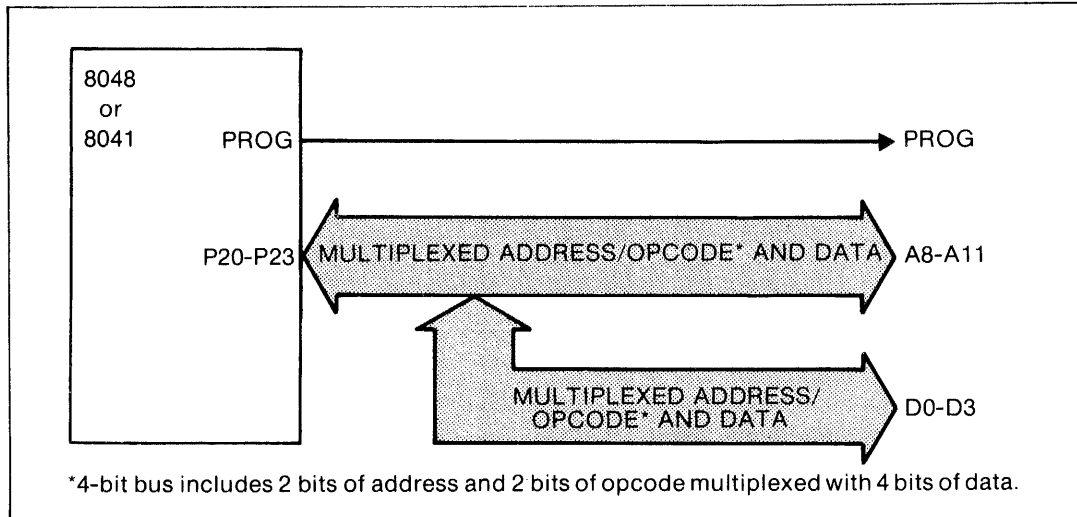 8048
or
8041
PROG
PROG
P20-P23
MULTIPLEXED ADDRESS/OPCODE* AND DATA
A8-A11
MULTIPLEXED ADDRESS/
OPCODE* AND DATA
D0-D3
*4-bit bus includes 2 bits of address and 2 bits of opcode multiplexed with 4 bits of data.